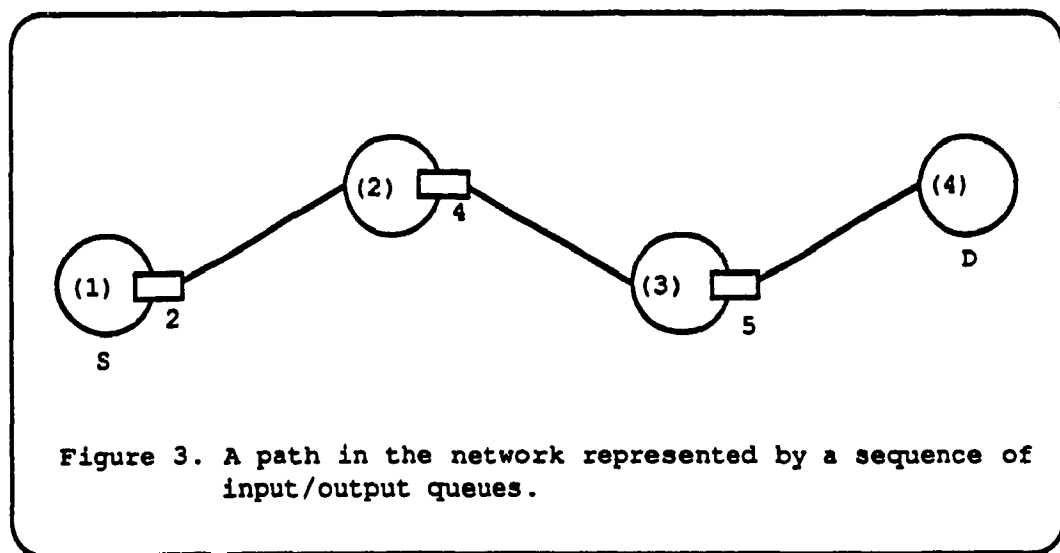 (2)
(4)
4
D
(1)
(3)
2
5
S
Figure 3. A path in the network represented by a sequence of
input/output queues.